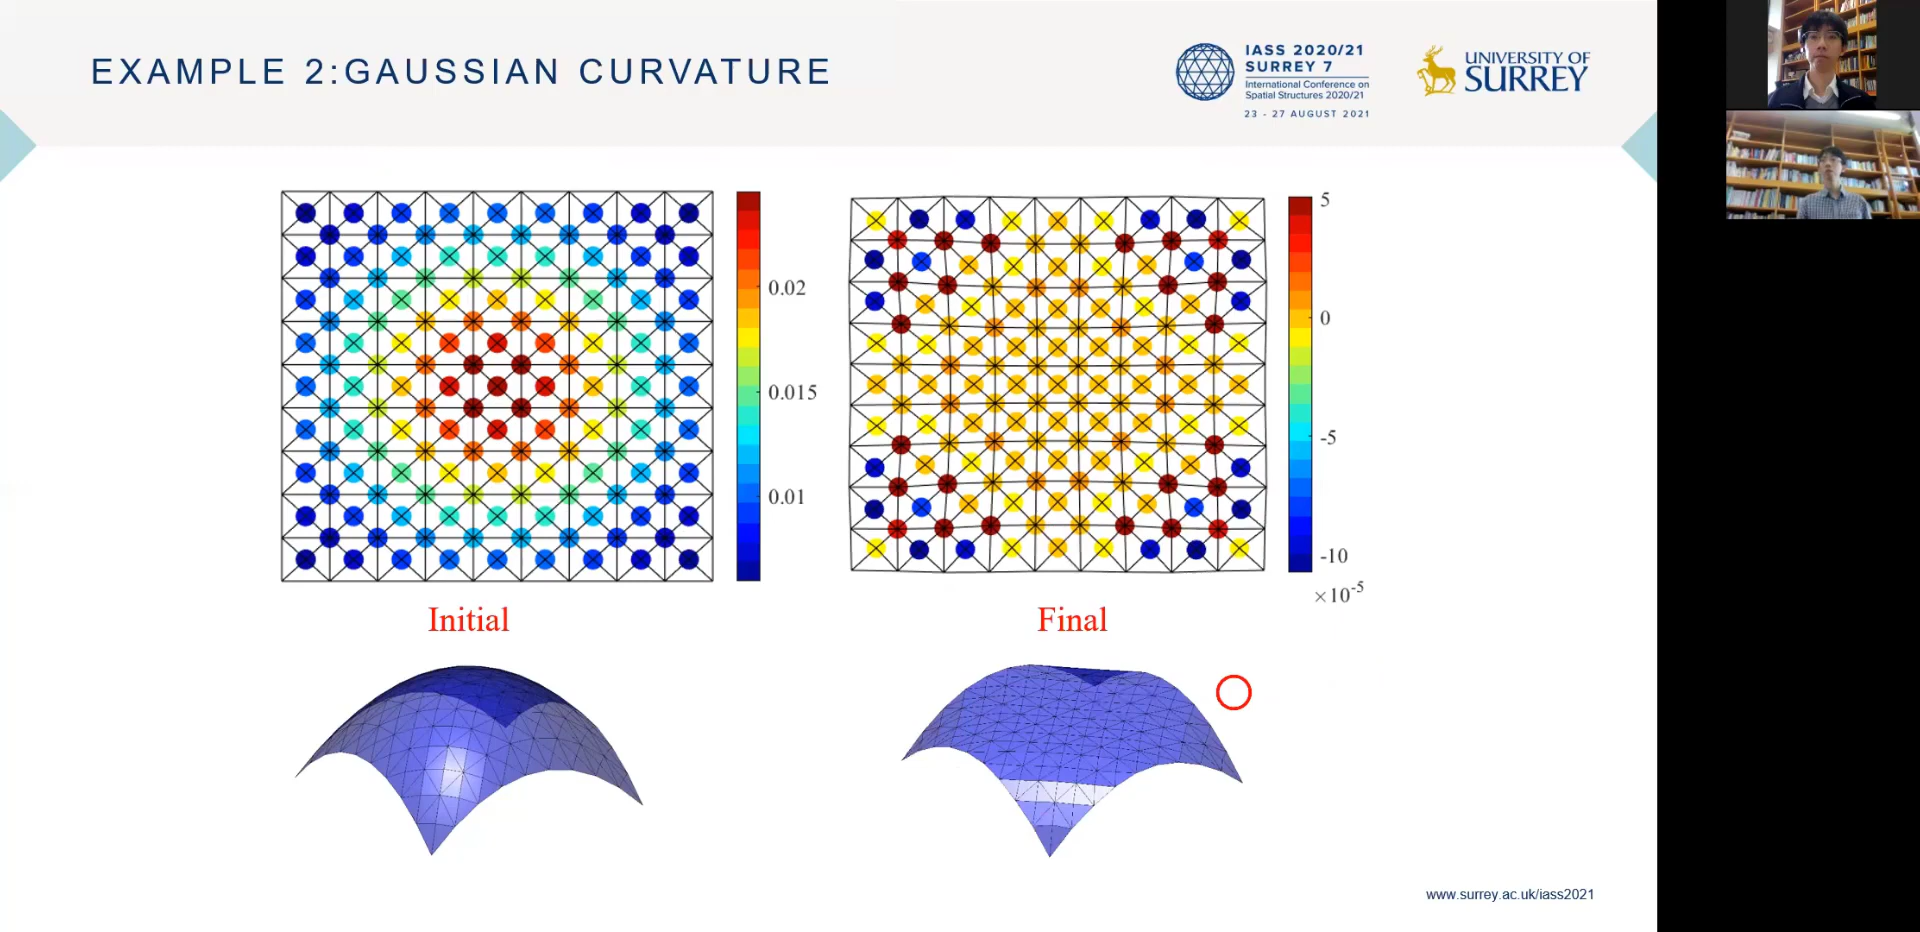 EXAMPLE 2:GAUSSIAN CURVATURE
IASS 2020/21
SURREY 7
International Conference on
Spatial Structures 2020/21
23 - 27 AUGUST 2021
UNIVERSITY OF
SURREY
0.02
0.015
0.01
5
0
-5
-10
×10-5
Initial
Final
www.surrey.ac.uk/iass2021